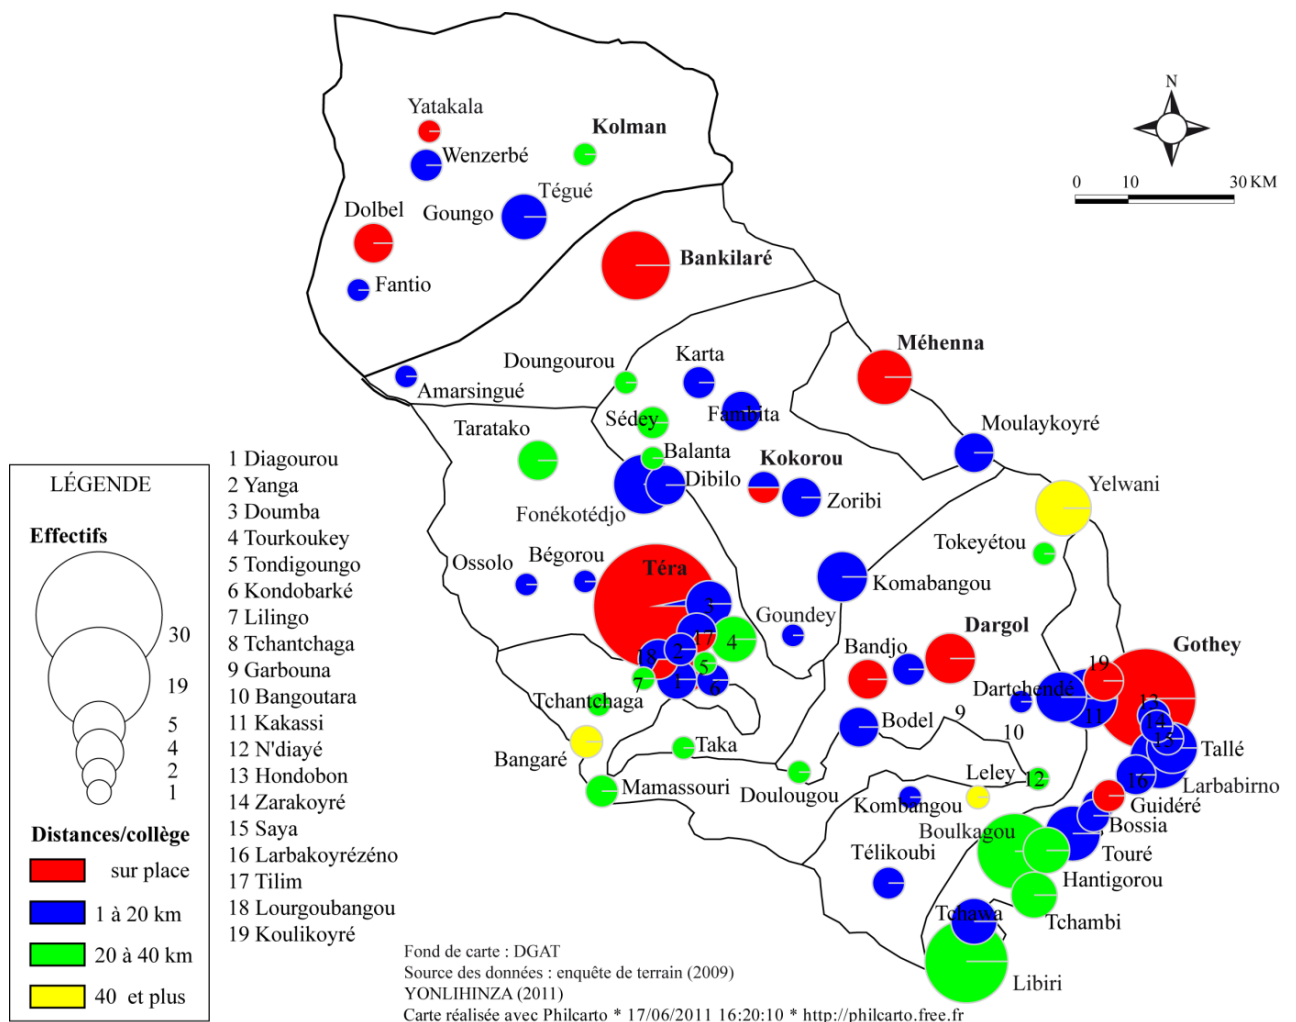 N
0 10 30 KM
Yatakala
Wenzerbé
Kolman
Tégué
Goungo
Dolbel
Fantio
Bankilaré
Méhenna
Doungourou
Karta
Amarsingué
Fambita
Sédey
Taratako
Moulaykoyré
Balanta
Kokorou
Dibilo
Yelwani
Zoribi
Fonékotédjo
Tokeyétou
Ossolo
Bégorou
Téra
Komabangou
3
Goundey
17
4
Dargol
Bandjo
Gothey
18
2
5
19
7
1
6
Dartchendé
Tchantchaga
11
13
9
14
Bodel
10
15
Bangaré
Taka
Tallé
Leley
12
16
Mamassouri
Doulougou
Larbabirno
Kombangou
Guidéré
Bossia
Boulkagou
Télikoubi
Touré
Hantigorou
Tchawa
Tchambi
Libiri
LÉGENDE
Effectifs
30
19
5
4
2
1
Distances/collège
sur place
1 à 20 km
20 à 40 km
40 et plus
1 Diagourou
2 Yanga
3 Doumba
4 Tourkoukey
5 Tondigoungo
6 Kondobarké
7 Lilingo
8 Tchantchaga
9 Garbouna
10 Bangoutara
11 Kakassi
12 N'diayé
13 Hondobon
14 Zarakoyré
15 Saya
16 Larbakoyrézéno
17 Tilim
18 Lourgoubangou
19 Koulikoyré
Fond de carte : DGAT
Source des données : enquête de terrain (2009)
YONLIHINZA (2011)
Carte réalisée avec Philcarto * 17/06/2011 16:20:10 * http://philcarto.free.fr